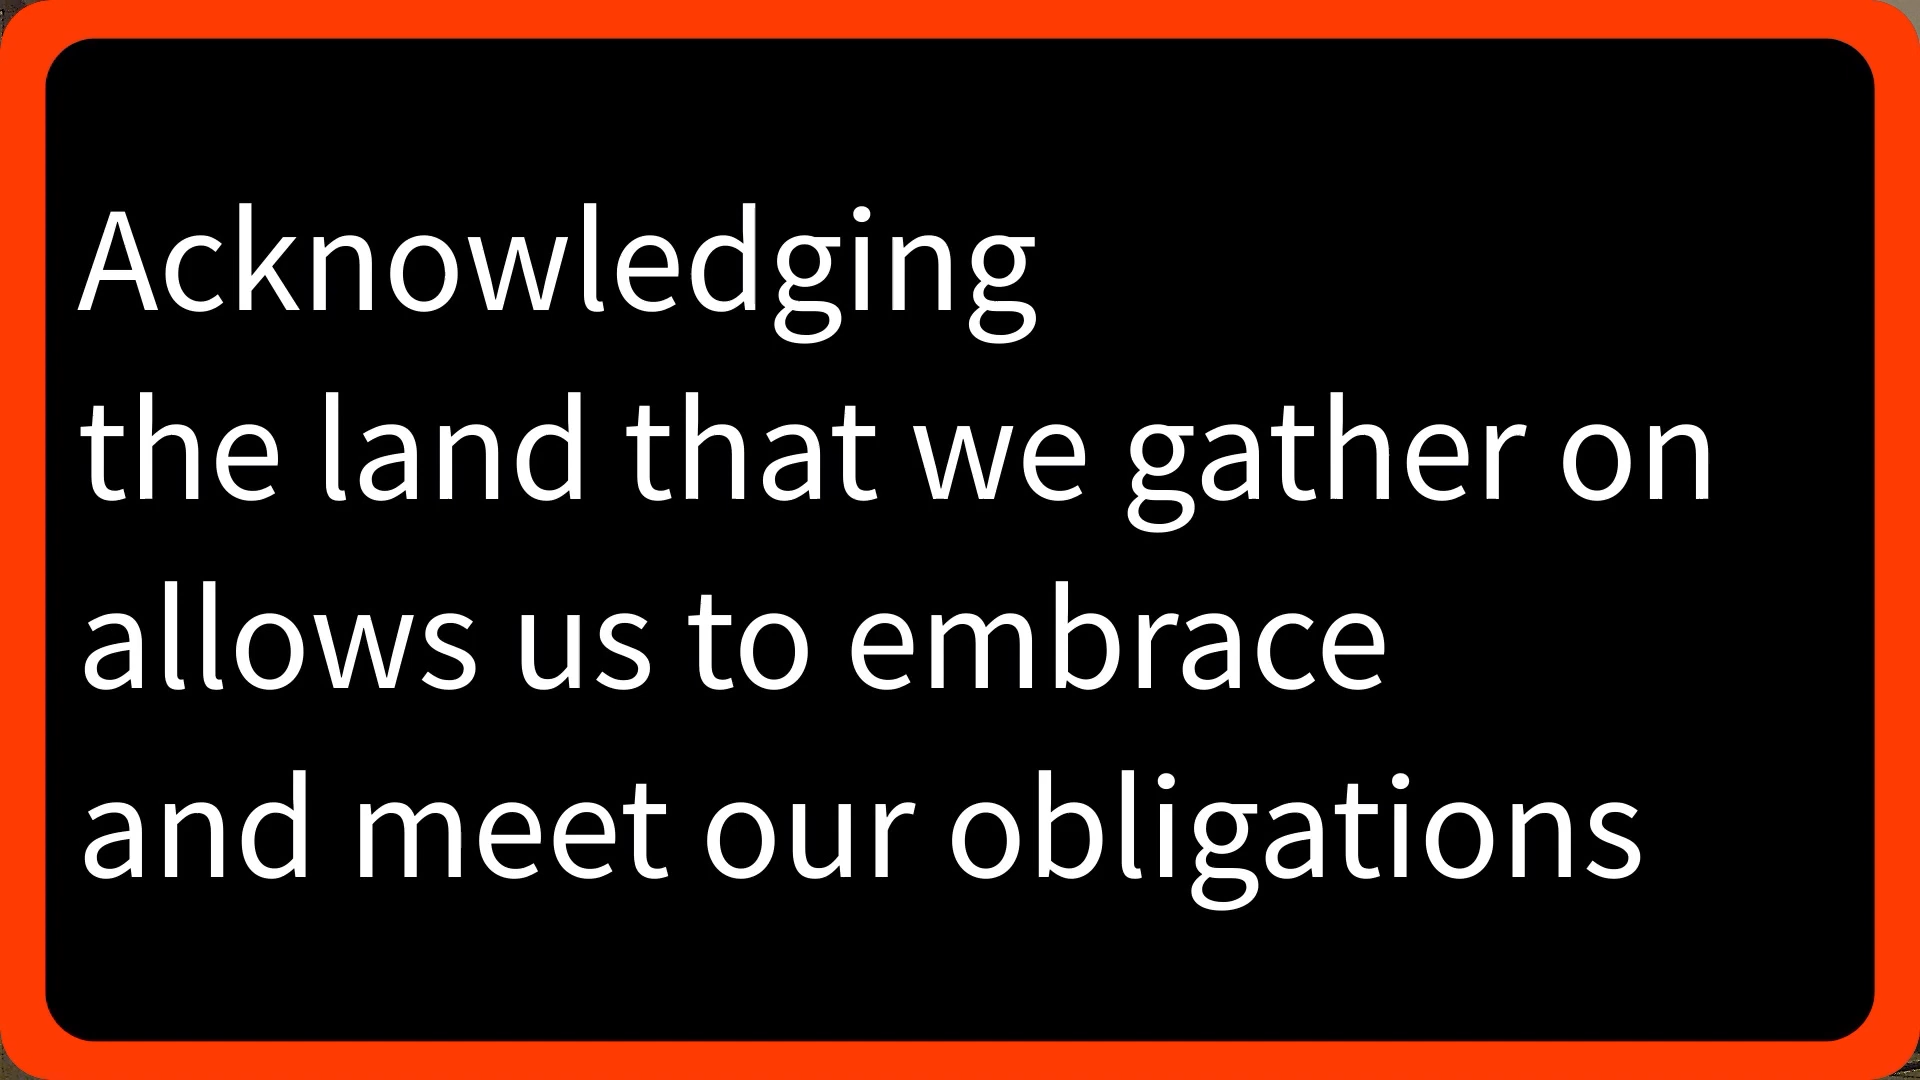 Acknowledging
the land that we gather on
allows us to embrace
and meet our obligations